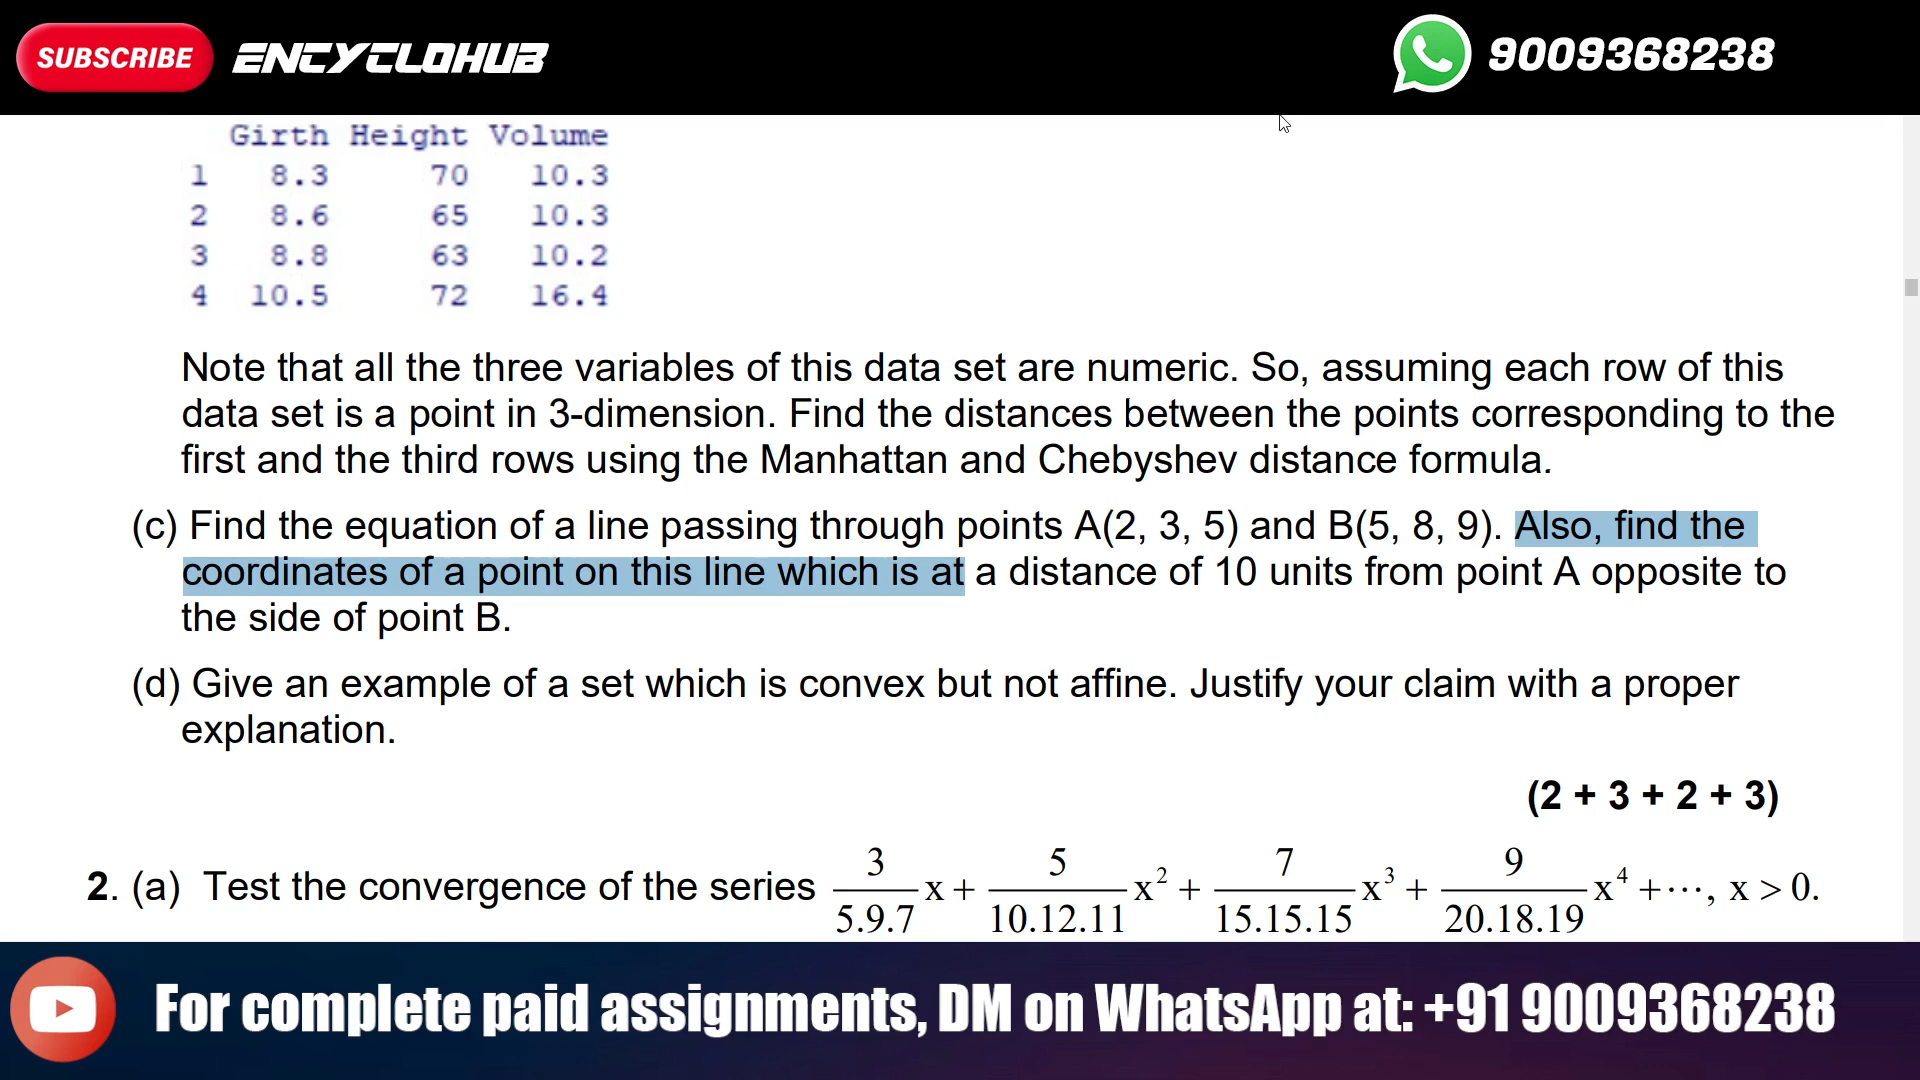 SUBSCRIBE ENCYCLOHUB 9009368238
Girth Height Volume
1 8.3 70 10.3
2 8.6 65 10.3
3 8.8 63 10.2
4 10.5 72 16.4
Note that all the three variables of this data set are numeric. So, assuming each row of this
data set is a point in 3-dimension. Find the distances between the points corresponding to the
first and the third rows using the Manhattan and Chebyshev distance formula.
(c) Find the equation of a line passing through points A(2, 3, 5) and B(5, 8, 9). Also, find the
coordinates of a point on this line which is at a distance of 10 units from point A opposite to
the side of point B.
(d) Give an example of a set which is convex but not affine. Justify your claim with a proper
explanation.
(2 + 3 + 2 + 3)
2. (a) Test the convergence of the series 3/5.9.7 x + 5/10.12.11 x² + 7/15.15.15 x³ + 9/20.18.19 x⁴ + ⋯, x > 0.
For complete paid assignments, DM on WhatsApp at: +91 9009368238